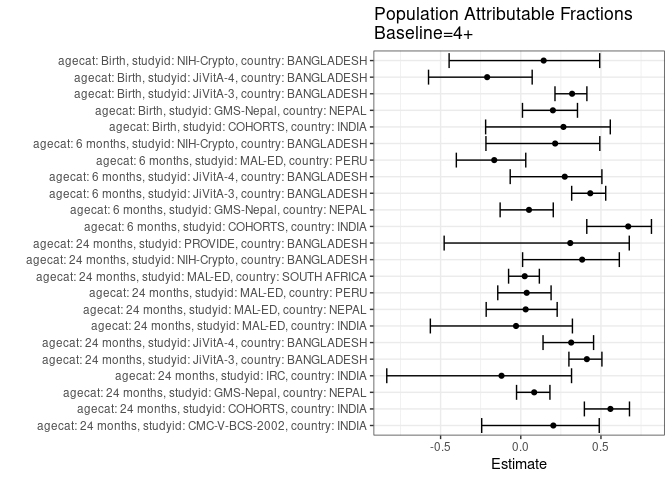 Population Attributable Fractions
Baseline=4+
agecat: Birth, studyid: NIH-Crypto, country: BANGLADESH
agecat: Birth, studyid: JiVitA-4, country: BANGLADESH
agecat: Birth, studyid: JiVitA-3, country: BANGLADESH
agecat: Birth, studyid: GMS-Nepal, country: NEPAL
agecat: Birth, studyid: COHORTS, country: INDIA
agecat: 6 months, studyid: NIH-Crypto, country: BANGLADESH
agecat: 6 months, studyid: MAL-ED, country: PERU
agecat: 6 months, studyid: JiVitA-4, country: BANGLADESH
agecat: 6 months, studyid: JiVitA-3, country: BANGLADESH
agecat: 6 months, studyid: GMS-Nepal, country: NEPAL
agecat: 6 months, studyid: COHORTS, country: INDIA
agecat: 24 months, studyid: PROVIDE, country: BANGLADESH
agecat: 24 months, studyid: NIH-Crypto, country: BANGLADESH
agecat: 24 months, studyid: MAL-ED, country: SOUTH AFRICA
agecat: 24 months, studyid: MAL-ED, country: PERU
agecat: 24 months, studyid: MAL-ED, country: NEPAL
agecat: 24 months, studyid: MAL-ED, country: INDIA
agecat: 24 months, studyid: JiVitA-4, country: BANGLADESH
agecat: 24 months, studyid: JiVitA-3, country: BANGLADESH
agecat: 24 months, studyid: IRC, country: INDIA
agecat: 24 months, studyid: GMS-Nepal, country: NEPAL
agecat: 24 months, studyid: COHORTS, country: INDIA
agecat: 24 months, studyid: CMC-V-BCS-2002, country: INDIA
-0.5 0.0 0.5
Estimate